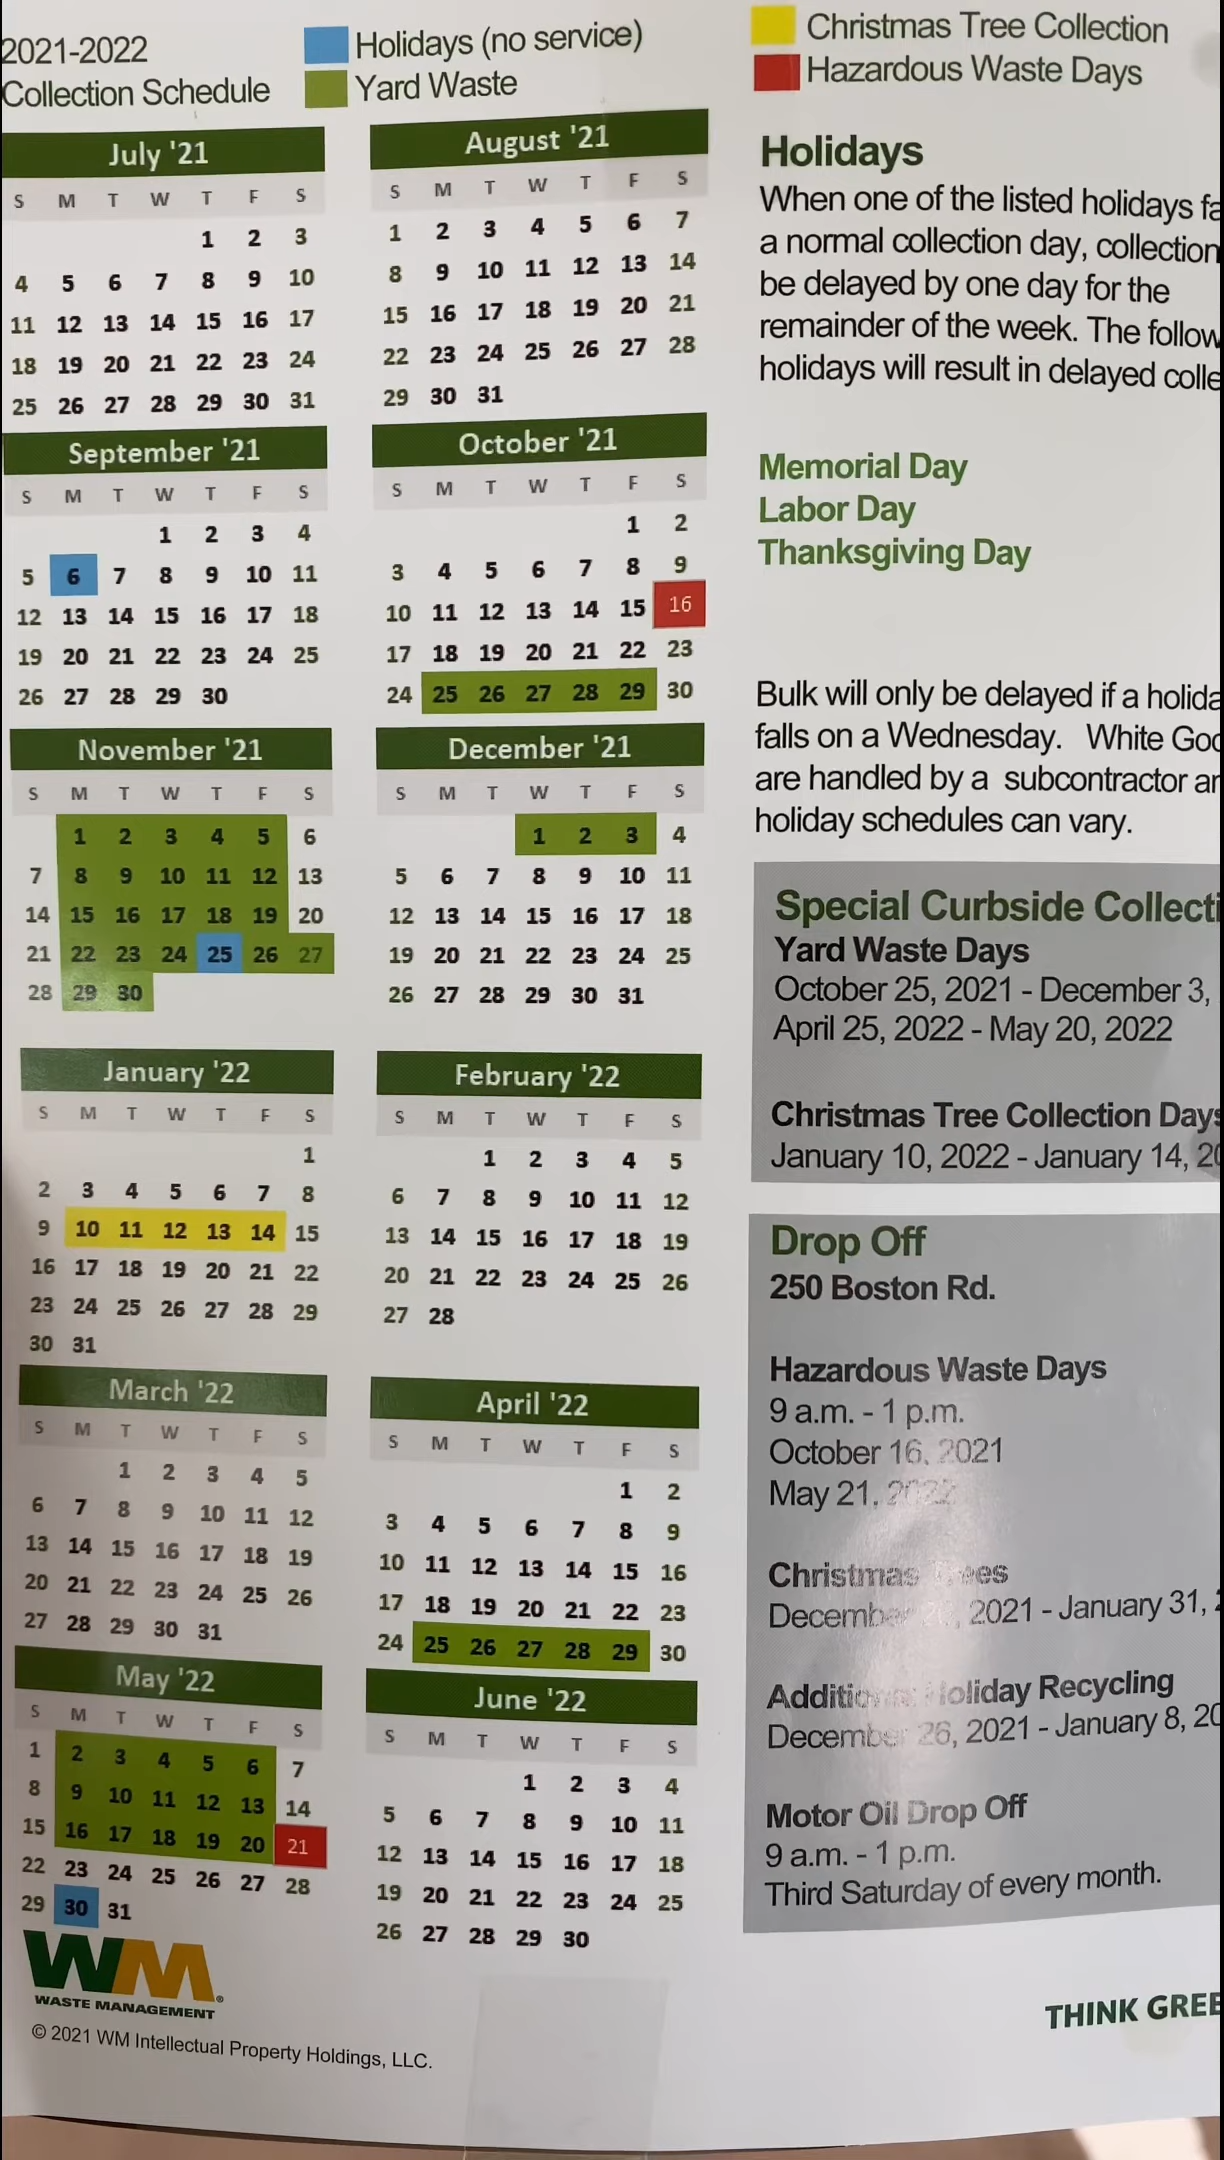 2021-2022
Collection Schedule
Holidays (no service)
Yard Waste
Christmas Tree Collection
Hazardous Waste Days
July '21
S M T W T F S
1 2 3
4 5 6 7 8 9 10
11 12 13 14 15 16 17
18 19 20 21 22 23 24
25 26 27 28 29 30 31
August '21
S M T W T F S
1 2 3 4 5 6 7
8 9 10 11 12 13 14
15 16 17 18 19 20 21
22 23 24 25 26 27 28
29 30 31
September '21
S M T W T F S
1 2 3 4
5 6 7 8 9 10 11
12 13 14 15 16 17 18
19 20 21 22 23 24 25
26 27 28 29 30
October '21
S M T W T F S
1 2
3 4 5 6 7 8 9
10 11 12 13 14 15 16
17 18 19 20 21 22 23
24 25 26 27 28 29 30
November '21
S M T W T F S
1 2 3 4 5 6
7 8 9 10 11 12 13
14 15 16 17 18 19 20
21 22 23 24 25 26 27
28 29 30
December '21
S M T W T F S
1 2 3 4
5 6 7 8 9 10 11
12 13 14 15 16 17 18
19 20 21 22 23 24 25
26 27 28 29 30 31
January '22
S M T W T F S
1
2 3 4 5 6 7 8
9 10 11 12 13 14 15
16 17 18 19 20 21 22
23 24 25 26 27 28 29
30 31
February '22
S M T W T F S
1 2 3 4 5
6 7 8 9 10 11 12
13 14 15 16 17 18 19
20 21 22 23 24 25 26
27 28
March '22
S M T W T F S
1 2 3 4 5
6 7 8 9 10 11 12
13 14 15 16 17 18 19
20 21 22 23 24 25 26
27 28 29 30 31
April '22
S M T W T F S
1 2
3 4 5 6 7 8 9
10 11 12 13 14 15 16
17 18 19 20 21 22 23
24 25 26 27 28 29 30
May '22
S M T W T F S
1 2 3 4 5 6 7
8 9 10 11 12 13 14
15 16 17 18 19 20 21
22 23 24 25 26 27 28
29 30 31
June '22
S M T W T F S
1 2 3 4
5 6 7 8 9 10 11
12 13 14 15 16 17 18
19 20 21 22 23 24 25
26 27 28 29 30
Holidays
When one of the listed holidays fa
a normal collection day, collection
be delayed by one day for the
remainder of the week. The follow
holidays will result in delayed colle
Memorial Day
Labor Day
Thanksgiving Day
Bulk will only be delayed if a holida
falls on a Wednesday. White Goo
are handled by a subcontractor an
holiday schedules can vary.
Special Curbside Collecti
Yard Waste Days
October 25, 2021 - December 3,
April 25, 2022 - May 20, 2022
Christmas Tree Collection Days
January 10, 2022 - January 14, 20
Drop Off
250 Boston Rd.
Hazardous Waste Days
9 a.m. - 1 p.m.
October 16, 2021
May 21, 2022
Christmas Trees
December , 2021 - January 31, 2
Additional Holiday Recycling
December 26, 2021 - January 8, 20
Motor Oil Drop Off
9 a.m. - 1 p.m.
Third Saturday of every month.
WM
WASTE MANAGEMENT®
© 2021 WM Intellectual Property Holdings, LLC.
THINK GREE